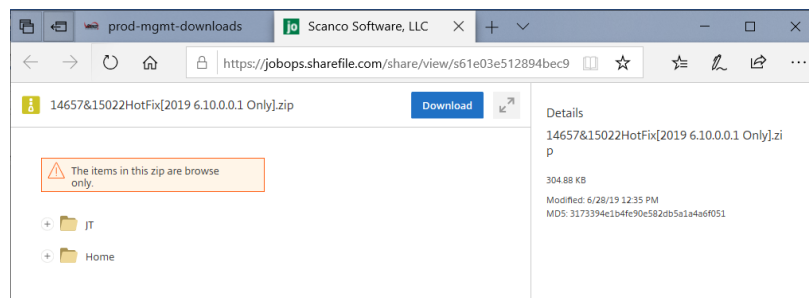 prod-mgmt-downloads
jo Scanco Software, LLC
https://jobops.sharefile.com/share/view/s61e03e512894bec9
14657&15022HotFix[2019 6.10.0.0.1 Only].zip
Download
The items in this zip are browse
only.
JT
Home
Details
14657&15022HotFix[2019 6.10.0.0.1 Only].zi
p
304.88 KB
Modified: 6/28/19 12:35 PM
MD5: 3173394e1b4fe90e582db5a1a4a6f051